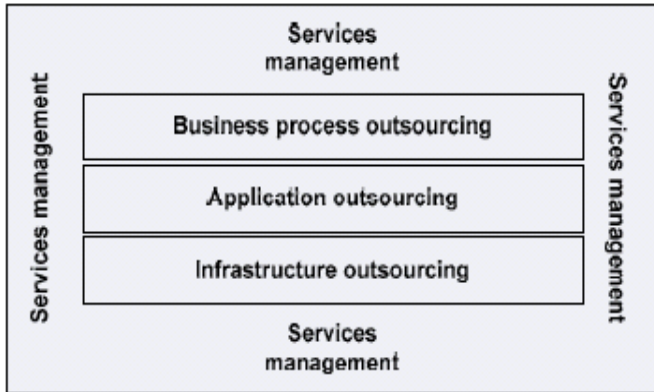 Services
management
Services management
Business process outsourcing
Application outsourcing
Infrastructure outsourcing
Services management
Services
management